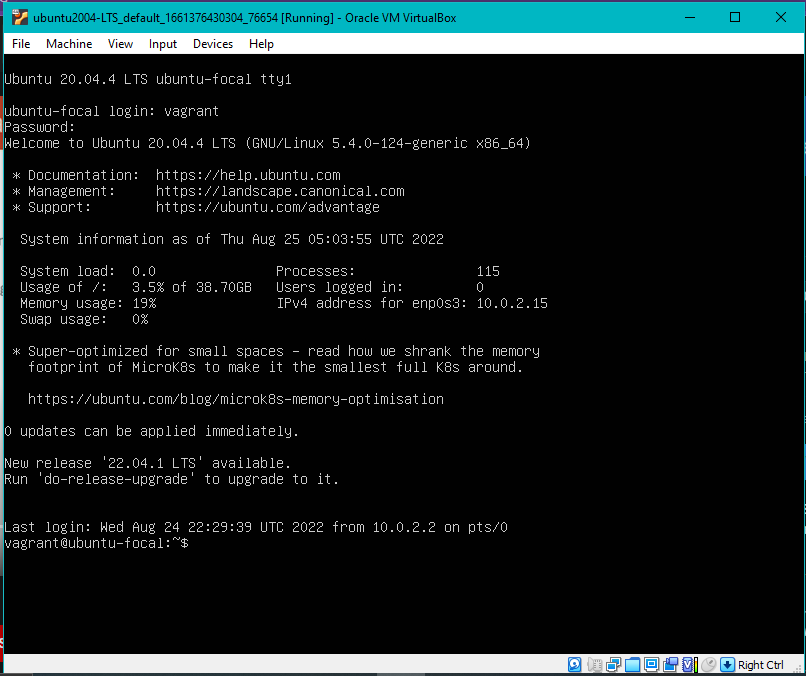 ubuntu2004-LTS_default_1661376430304_76654 [Running] - Oracle VM VirtualBox
File Machine View Input Devices Help
Ubuntu 20.04.4 LTS ubuntu-focal tty1
ubuntu-focal login: vagrant
Password:
Welcome to Ubuntu 20.04.4 LTS (GNU/Linux 5.4.0-124-generic x86_64)
* Documentation: https://help.ubuntu.com
* Management: https://landscape.canonical.com
* Support: https://ubuntu.com/advantage
System information as of Thu Aug 25 05:03:55 UTC 2022
System load: 0.0 Processes: 115
Usage of /: 3.5% of 38.70GB Users logged in: 0
Memory usage: 19% IPv4 address for enp0s3: 10.0.2.15
Swap usage: 0%
* Super-optimized for small spaces - read how we shrank the memory
footprint of MicroK8s to make it the smallest full K8s around.
https://ubuntu.com/blog/microk8s-memory-optimisation
0 updates can be applied immediately.
New release '22.04.1 LTS' available.
Run 'do-release-upgrade' to upgrade to it.
Last login: Wed Aug 24 22:29:39 UTC 2022 from 10.0.2.2 on pts/0
vagrant@ubuntu-focal:~$
Right Ctrl